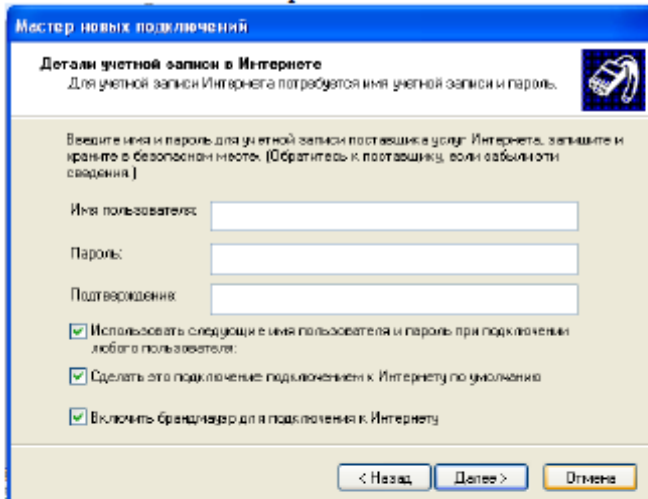 Мастер новых подключений
Детали учетной записи в Интернете
Для учетной записи Интернета потребуется имя учетной записи и пароль.
Введите имя и пароль для учетной записи поставщика услуг Интернета, запишите и
храните в безопасном месте. (Обратитесь к поставщику, если забыли эти
сведения.)
Имя пользователя:
Пароль:
Подтверждение:
Использовать следующие имя пользователя и пароль при подключении
любого пользователя:
Сделать это подключение подключением к Интернету по умолчанию
Включить брандмауэр для подключения к Интернету
< Назад
Далее >
Отмена